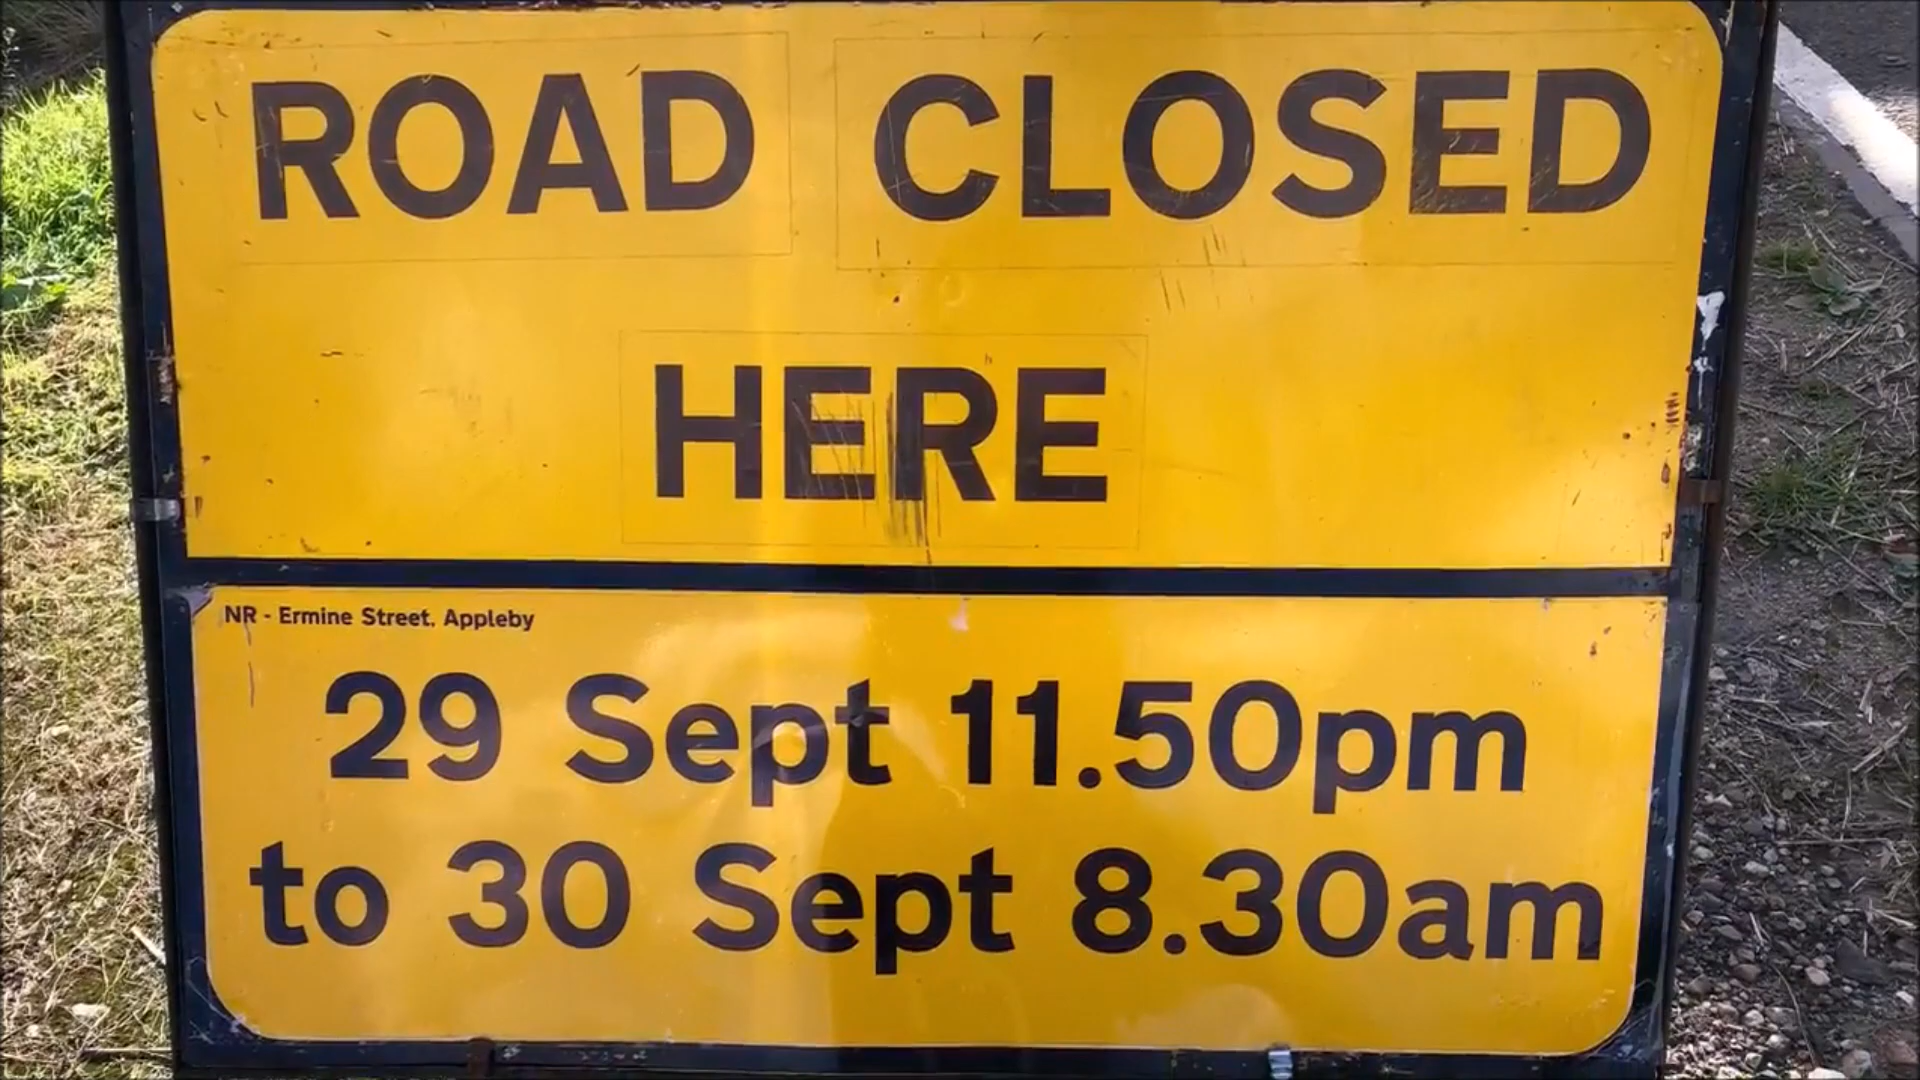 ROAD CLOSED
HERE
NR - Ermine Street, Appleby
29 Sept 11.50pm
to 30 Sept 8.30am